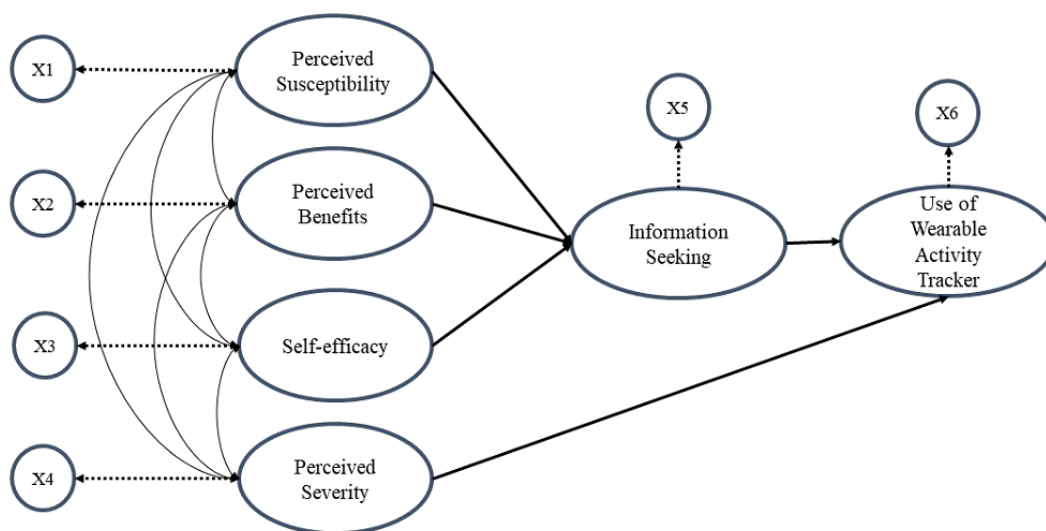 X1
Perceived
Susceptibility
X2
Perceived
Benefits
X3
Self-efficacy
X4
Perceived
Severity
X5
Information
Seeking
X6
Use of
Wearable
Activity
Tracker